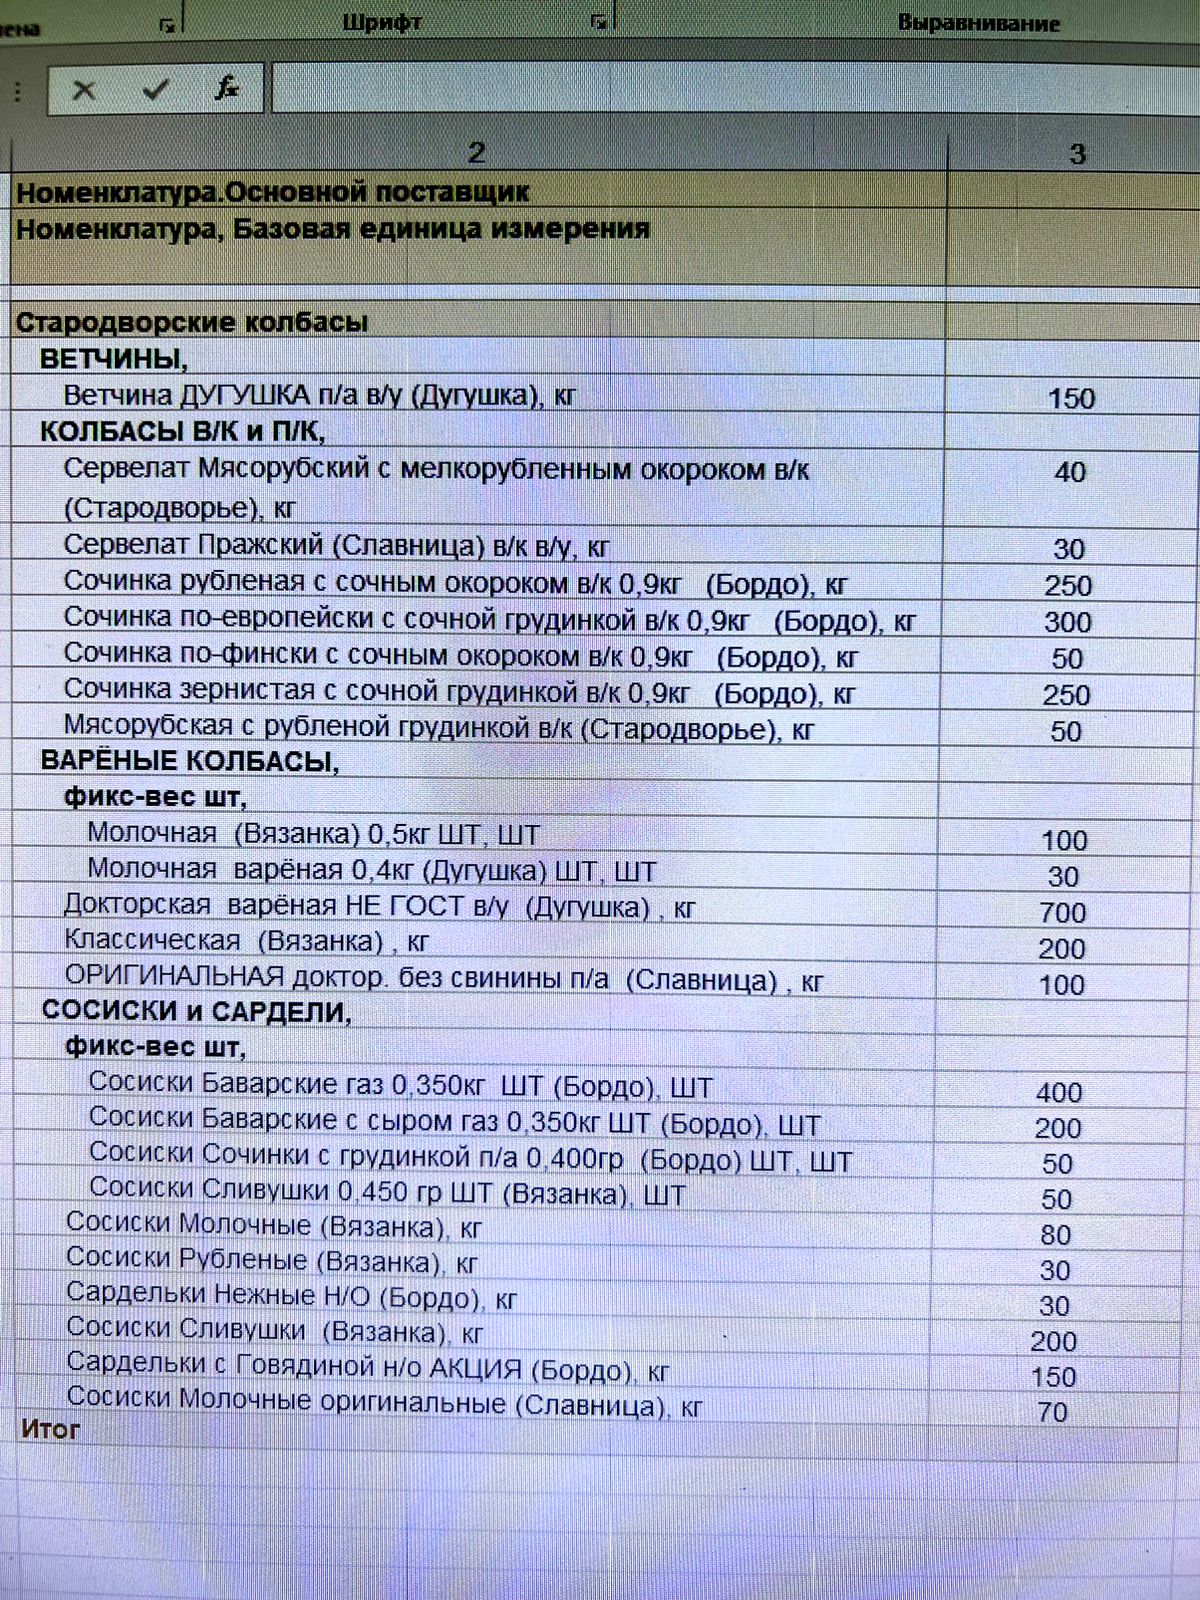 Шрифт
Выравнивание
fx
2 3
Номенклатура.Основной поставщик
Номенклатура, Базовая единица измерения
Стародворские колбасы
ВЕТЧИНЫ,
Ветчина ДУГУШКА п/а в/у (Дугушка), кг 150
КОЛБАСЫ В/К и П/К,
Сервелат Мясорубский с мелкорубленным окороком в/к 40
(Стародворье), кг
Сервелат Пражский (Славница) в/к в/у, кг 30
Сочинка рубленая с сочным окороком в/к 0,9кг (Бордо), кг 250
Сочинка по-европейски с сочной грудинкой в/к 0,9кг (Бордо), кг 300
Сочинка по-фински с сочным окороком в/к 0,9кг (Бордо), кг 50
Сочинка зернистая с сочной грудинкой в/к 0,9кг (Бордо), кг 250
Мясорубская с рубленой грудинкой в/к (Стародворье), кг 50
ВАРЁНЫЕ КОЛБАСЫ,
фикс-вес шт,
Молочная (Вязанка) 0,5кг ШТ, ШТ 100
Молочная варёная 0,4кг (Дугушка) ШТ, ШТ 30
Докторская варёная НЕ ГОСТ в/у (Дугушка) , кг 700
Классическая (Вязанка) , кг 200
ОРИГИНАЛЬНАЯ доктор. без свинины п/а (Славница) , кг 100
СОСИСКИ и САРДЕЛИ,
фикс-вес шт,
Сосиски Баварские газ 0,350кг ШТ (Бордо), ШТ 400
Сосиски Баварские с сыром газ 0,350кг ШТ (Бордо), ШТ 200
Сосиски Сочинки с грудинкой п/а 0,400гр (Бордо) ШТ, ШТ 50
Сосиски Сливушки 0,450 гр ШТ (Вязанка), ШТ 50
Сосиски Молочные (Вязанка), кг 80
Сосиски Рубленые (Вязанка), кг 30
Сардельки Нежные Н/О (Бордо), кг 30
Сосиски Сливушки (Вязанка), кг 200
Сардельки с Говядиной н/о АКЦИЯ (Бордо), кг 150
Сосиски Молочные оригинальные (Славница), кг 70
Итог